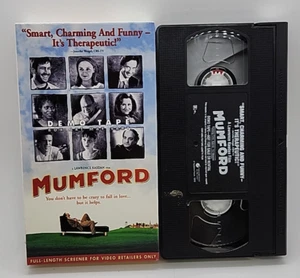 "Smart, Charming And Funny –
It's Therapeutic!"
DEMO TAPE
MUMFORD
You don't have to be crazy to fall in love...
but it helps.
FULL-LENGTH SCREENER FOR VIDEO RETAILERS ONLY
"SMART, CHARMING AND FUNNY–
IT'S THERAPEUTIC!"
MUMFORD